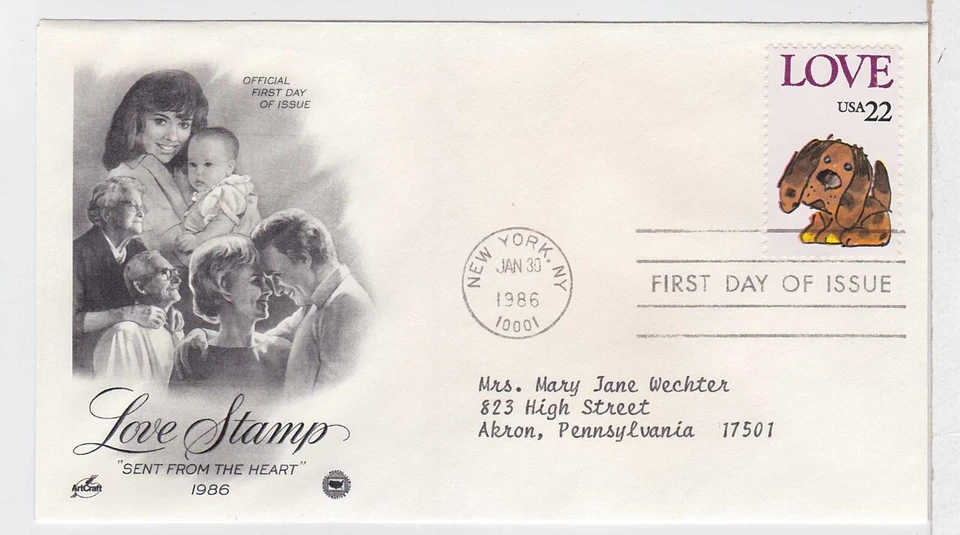 OFFICIAL
FIRST DAY
OF ISSUE
LOVE
USA22
NEW YORK, NY
JAN 30
1986
10001
FIRST DAY OF ISSUE
Mrs. Mary Jane Wechter
823 High Street
Akron, Pennsylvania 17501
Love Stamp
"SENT FROM THE HEART"
1986
ArtCraft